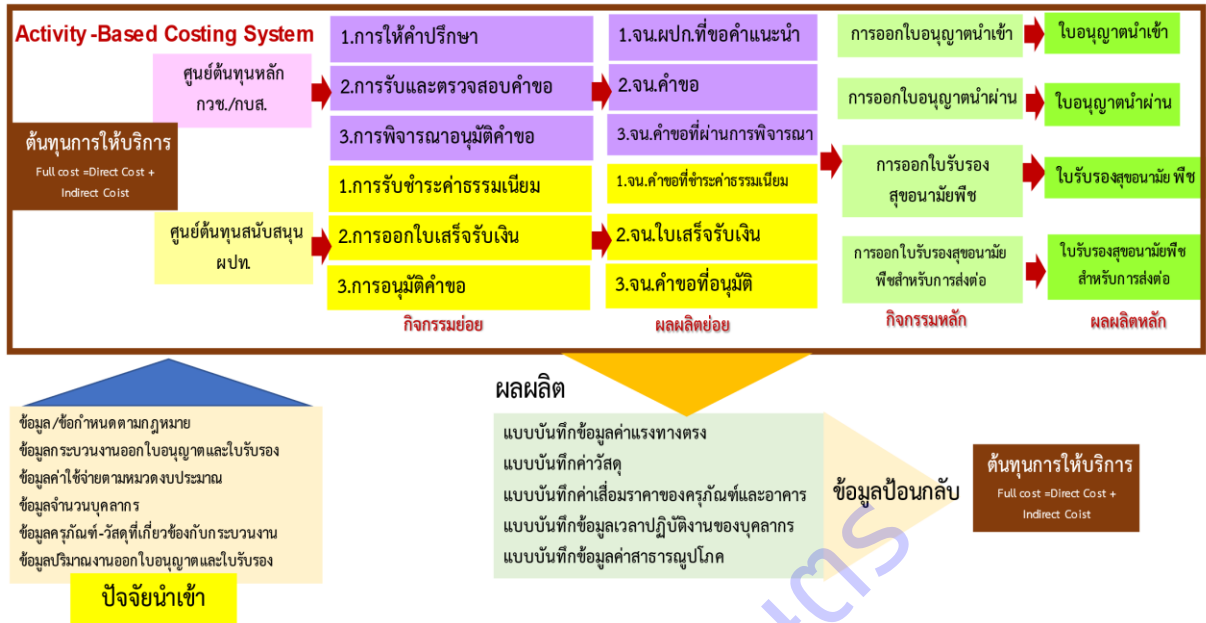 Activity -Based Costing System
ศูนย์ต้นทุนหลัก
กวช./กบส.
ต้นทุนการให้บริการ
Full cost =Direct Cost +
Indirect Coist
ศูนย์ต้นทุนสนับสนุน
ผปท.
1.การให้คำปรึกษา
2.การรับและตรวจสอบคำขอ
3.การพิจารณาอนุมัติคำขอ
1.การรับชำระค่าธรรมเนียม
2.การออกใบเสร็จรับเงิน
3.การอนุมัติคำขอ
กิจกรรมย่อย
1.จน.ผปก.ที่ขอคำแนะนำ
2.จน.คำขอ
3.จน.คำขอที่ผ่านการพิจารณา
1.จน.คำขอที่ชำระค่าธรรมเนียม
2.จน.ใบเสร็จรับเงิน
3.จน.คำขอที่อนุมัติ
ผลผลิตย่อย
การออกใบอนุญาตนำเข้า
การออกใบอนุญาตนำผ่าน
การออกใบรับรอง
สุขอนามัยพืช
การออกใบรับรองสุขอนามัย
พืชสำหรับการส่งต่อ
กิจกรรมหลัก
ใบอนุญาตนำเข้า
ใบอนุญาตนำผ่าน
ใบรับรองสุขอนามัย พืช
ใบรับรองสุขอนามัยพืช
สำหรับการส่งต่อ
ผลผลิตหลัก
ข้อมูล/ข้อกำหนดตามกฎหมาย
ข้อมูลกระบวนงานออกใบอนุญาตและใบรับรอง
ข้อมูลค่าใช้จ่ายตามหมวดงบประมาณ
ข้อมูลจำนวนบุคลากร
ข้อมูลครุภัณฑ์-วัสดุที่เกี่ยวข้องกับกระบวนงาน
ข้อมูลปริมาณงานออกใบอนุญาตและใบรับรอง
ปัจจัยนำเข้า
ผลผลิต
แบบบันทึกข้อมูลค่าแรงทางตรง
แบบบันทึกค่าวัสดุ
แบบบันทึกค่าเสื่อมราคาของครุภัณฑ์และอาคาร
แบบบันทึกข้อมูลเวลาปฏิบัติงานของบุคลากร
แบบบันทึกข้อมูลค่าสาธารณูปโภค
ข้อมูลป้อนกลับ
ต้นทุนการให้บริการ
Full cost =Direct Cost +
Indirect Coist